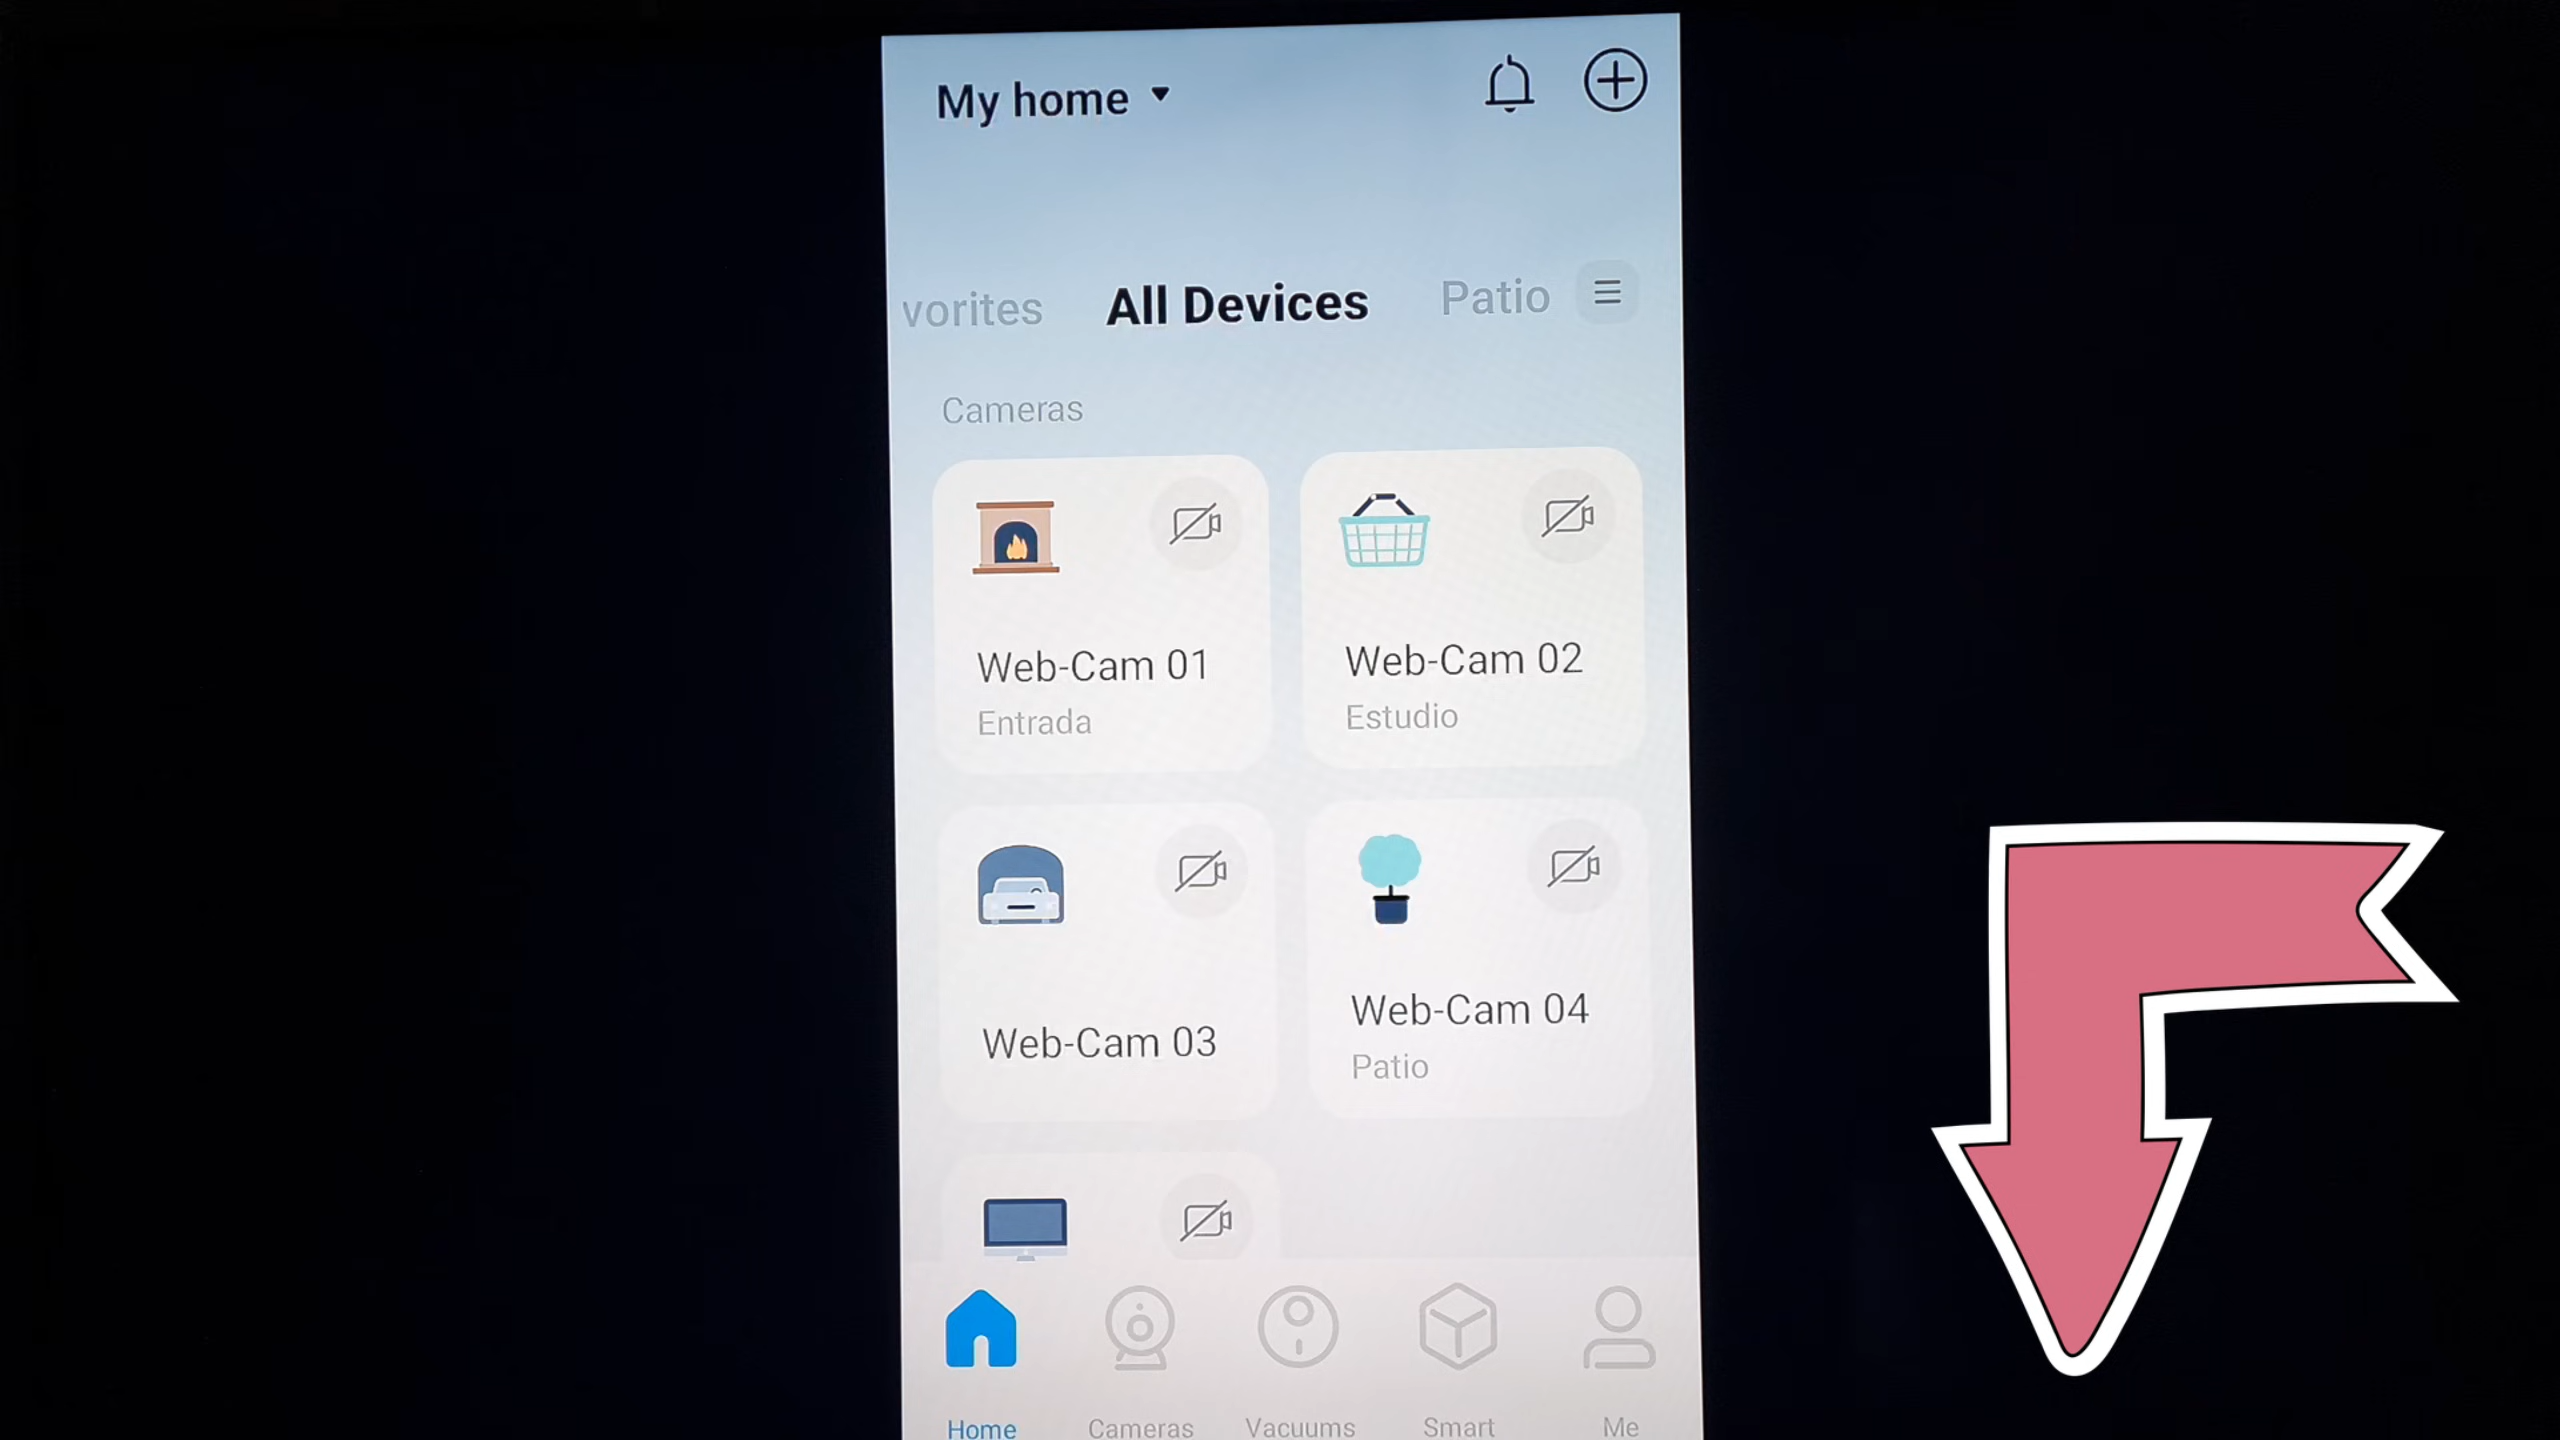 My home
vorites All Devices Patio
Cameras
Web-Cam 01
Entrada
Web-Cam 02
Estudio
Web-Cam 03
Web-Cam 04
Patio
Home Cameras Vacuums Smart Me